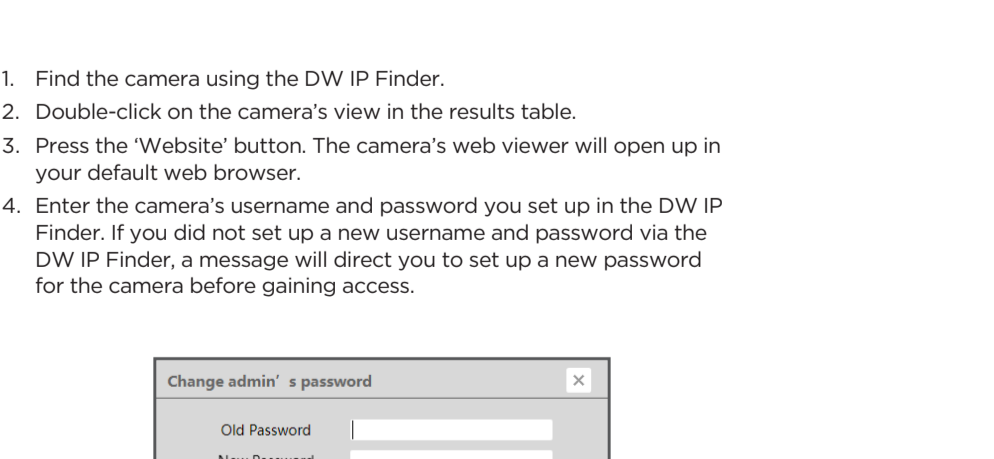 1. Find the camera using the DW IP Finder.
2. Double-click on the camera’s view in the results table.
3. Press the ‘Website’ button. The camera’s web viewer will open up in
your default web browser.
4. Enter the camera’s username and password you set up in the DW IP
Finder. If you did not set up a new username and password via the
DW IP Finder, a message will direct you to set up a new password
for the camera before gaining access.
Change admin’ s password
Old Password
New Password